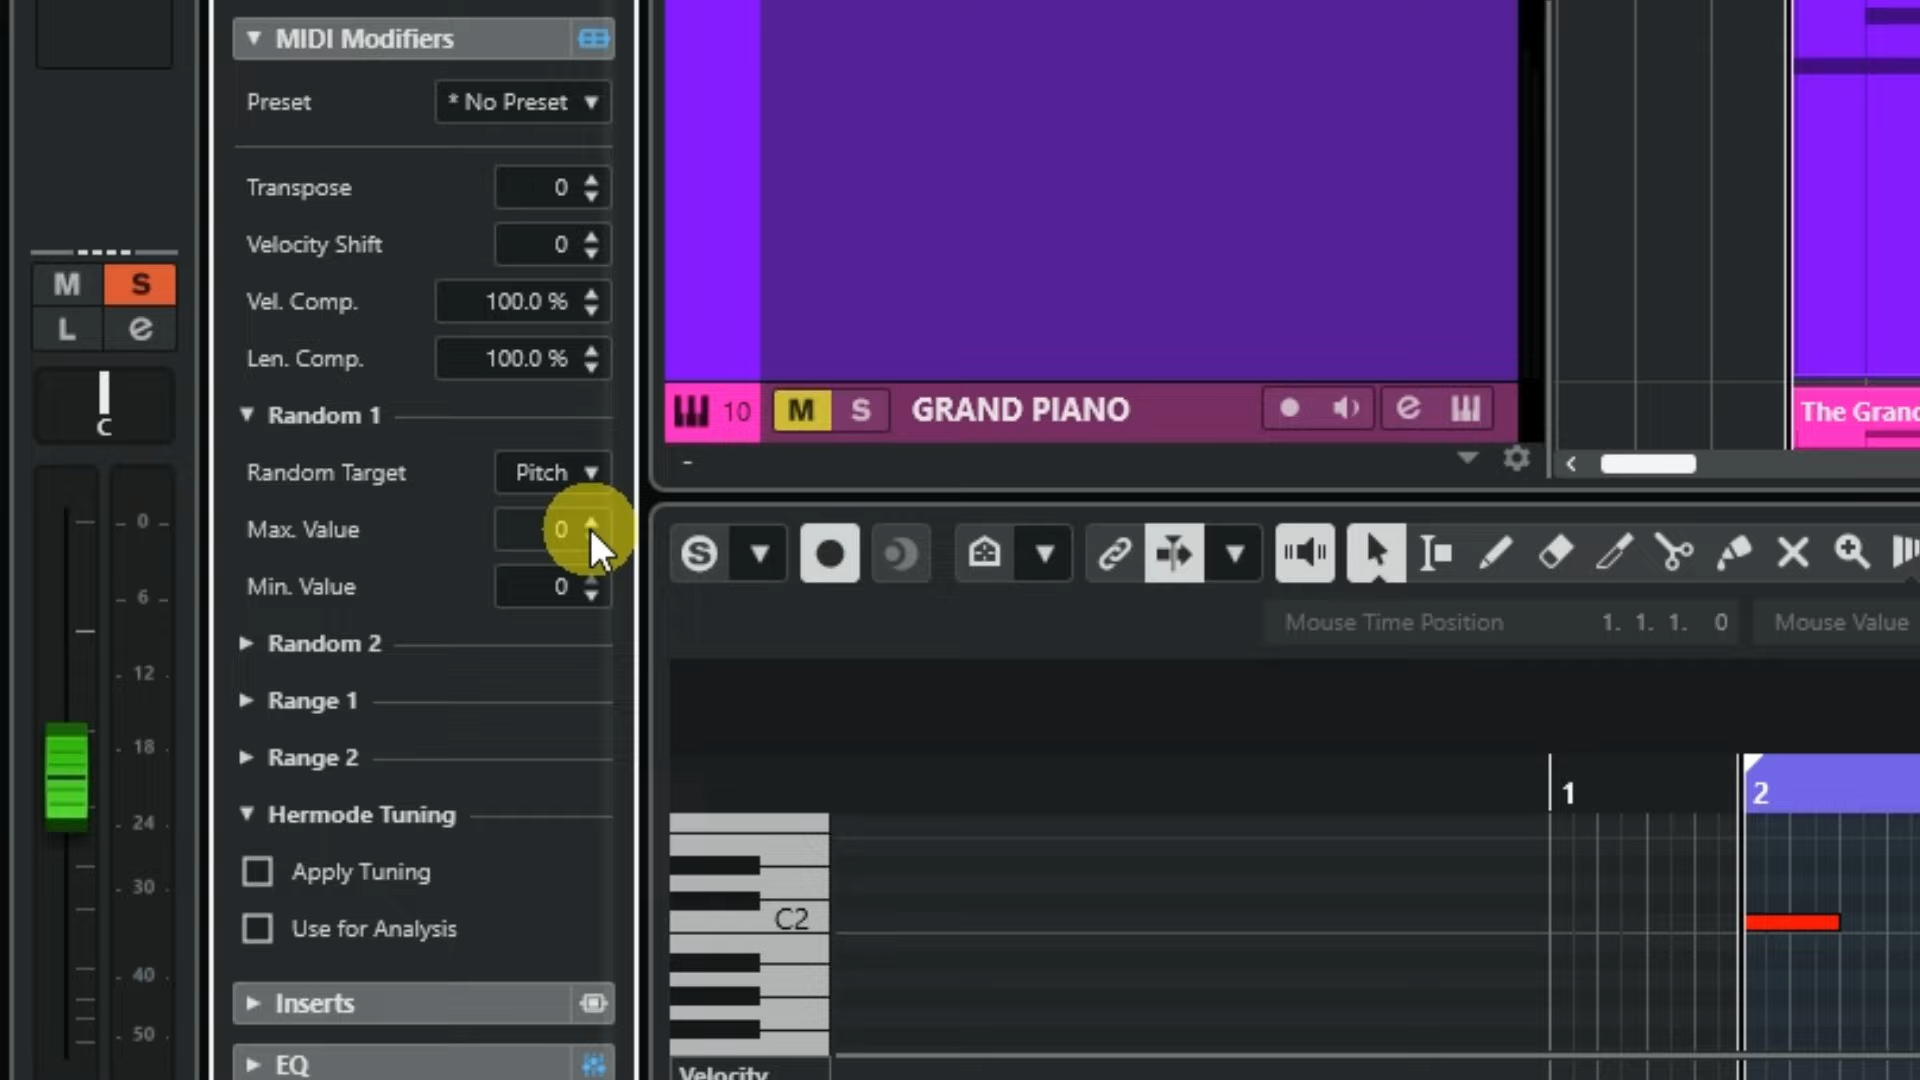 MIDI Modifiers
Preset
* No Preset
Transpose
0
Velocity Shift
0
Vel. Comp.
100.0 %
Len. Comp.
100.0 %
Random 1
Random Target
Pitch
Max. Value
0
Min. Value
0
Random 2
Range 1
Range 2
Hermode Tuning
Apply Tuning
Use for Analysis
Inserts
EQ
M S
L e
C
0
6
12
18
24
30
40
50
10 M S GRAND PIANO e
The Grand
-
S
Mouse Time Position 1. 1. 1. 0
Mouse Value
1 2
C2
Velocity